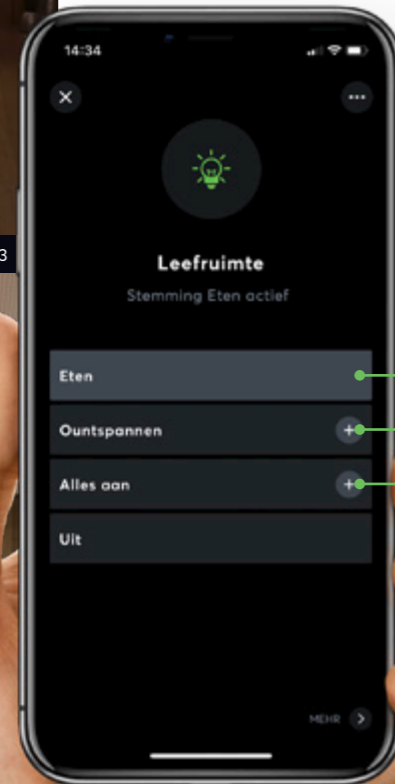 14:34
3
Leefruimte
Stemming Eten actief
Eten
Ountspannen
Alles aan
Uit
MEHR